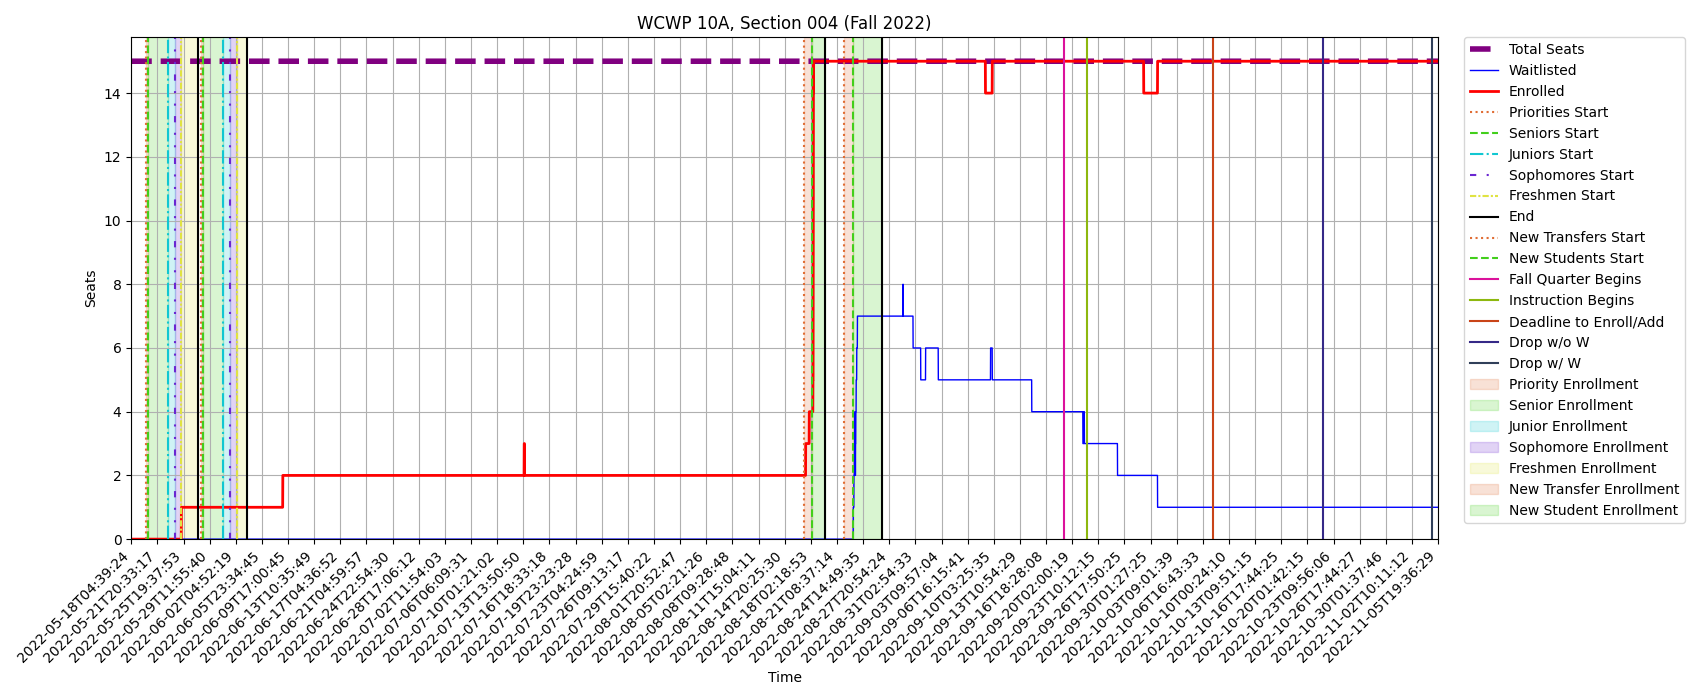 WCWP 10A, Section 004 (Fall 2022)
Seats
14
12
10
8
6
4
2
0
2022-05-18T04:39:24
2022-05-21T20:33:17
2022-05-25T19:37:53
2022-05-29T11:55:40
2022-06-02T04:52:19
2022-06-05T23:34:45
2022-06-09T17:00:45
2022-06-13T10:35:49
2022-06-17T04:36:52
2022-06-21T04:59:57
2022-06-24T22:54:30
2022-06-28T17:06:12
2022-07-02T11:54:03
2022-07-06T06:09:31
2022-07-10T01:21:02
2022-07-13T13:50:50
2022-07-16T18:33:18
2022-07-19T23:23:28
2022-07-23T04:24:59
2022-07-26T09:13:17
2022-07-29T15:40:22
2022-08-01T20:52:47
2022-08-05T02:21:26
2022-08-08T09:28:48
2022-08-11T15:04:11
2022-08-14T20:25:30
2022-08-18T02:18:53
2022-08-21T08:37:14
2022-08-24T14:49:35
2022-08-27T20:54:24
2022-08-31T02:54:33
2022-09-03T09:57:04
2022-09-06T16:15:41
2022-09-10T03:25:35
2022-09-13T10:54:29
2022-09-16T18:28:08
2022-09-20T02:00:19
2022-09-23T10:12:15
2022-09-26T17:50:25
2022-09-30T01:27:25
2022-10-03T09:01:39
2022-10-06T16:43:33
2022-10-10T00:24:10
2022-10-13T09:51:15
2022-10-16T17:44:25
2022-10-20T01:42:15
2022-10-23T09:56:06
2022-10-26T17:44:27
2022-10-30T01:37:46
2022-11-02T10:11:12
2022-11-05T19:36:29
Time
Total Seats
Waitlisted
Enrolled
Priorities Start
Seniors Start
Juniors Start
Sophomores Start
Freshmen Start
End
New Transfers Start
New Students Start
Fall Quarter Begins
Instruction Begins
Deadline to Enroll/Add
Drop w/o W
Drop w/ W
Priority Enrollment
Senior Enrollment
Junior Enrollment
Sophomore Enrollment
Freshmen Enrollment
New Transfer Enrollment
New Student Enrollment